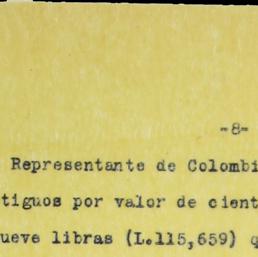 -8-
Representante de Colombi
tiguos por valor de cient
ueve libras (L.115,659) q